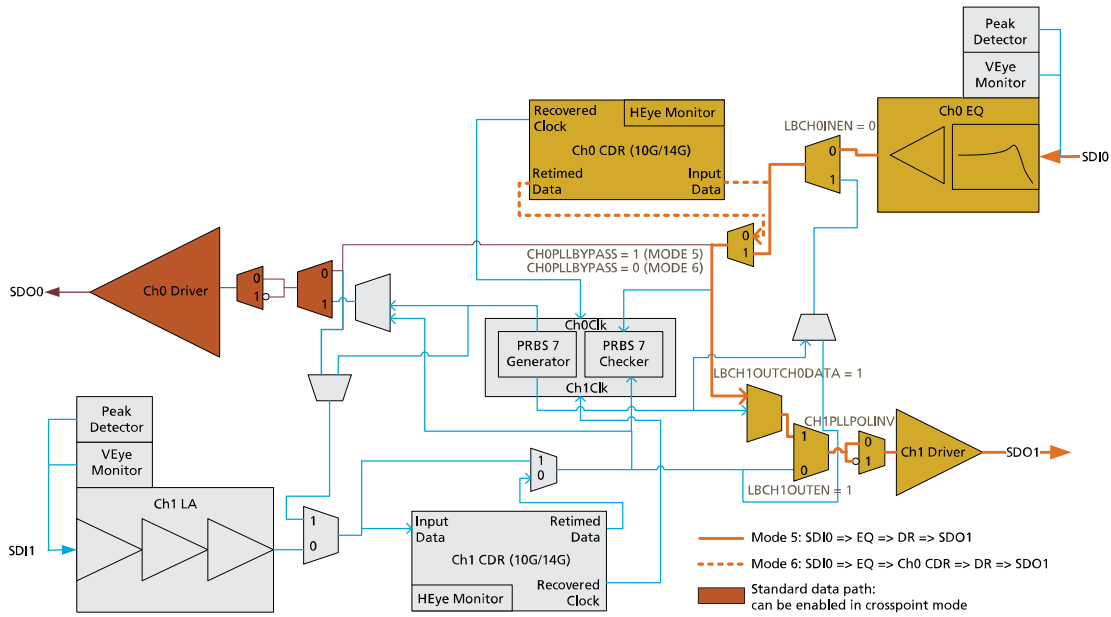 Peak
Detector
VEye
Monitor
Ch0 EQ
SDI0
LBCH0INEN = 0
0
1
Recovered
Clock
HEye Monitor
Ch0 CDR (10G/14G)
Retimed
Data
Input
Data
0
1
CH0PLLBYPASS = 1 (MODE 5)
CH0PLLBYPASS = 0 (MODE 6)
SDO0
Ch0 Driver
0
1
0
1
Ch0Clk
PRBS 7
Generator
PRBS 7
Checker
Ch1Clk
LBCH1OUTCH0DATA = 1
CH1PLLPOLINV
1
0
0
1
Ch1 Driver
SDO1
LBCH1OUTEN = 1
Peak
Detector
VEye
Monitor
Ch1 LA
SDI1
1
0
1
0
Input
Data
Retimed
Data
Ch1 CDR (10G/14G)
HEye Monitor
Recovered
Clock
Mode 5: SDI0 => EQ => DR => SDO1
Mode 6: SDI0 => EQ => Ch0 CDR => DR => SDO1
Standard data path:
can be enabled in crosspoint mode